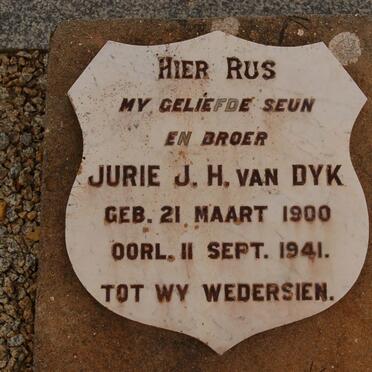 HIER RUS
MY GELIEFDE SEUN
EN BROER
JURIE J. H. VAN DYK
GEB. 21 MAART 1900
OORL. 11 SEPT. 1941.
TOT WY WEDERSIEN.